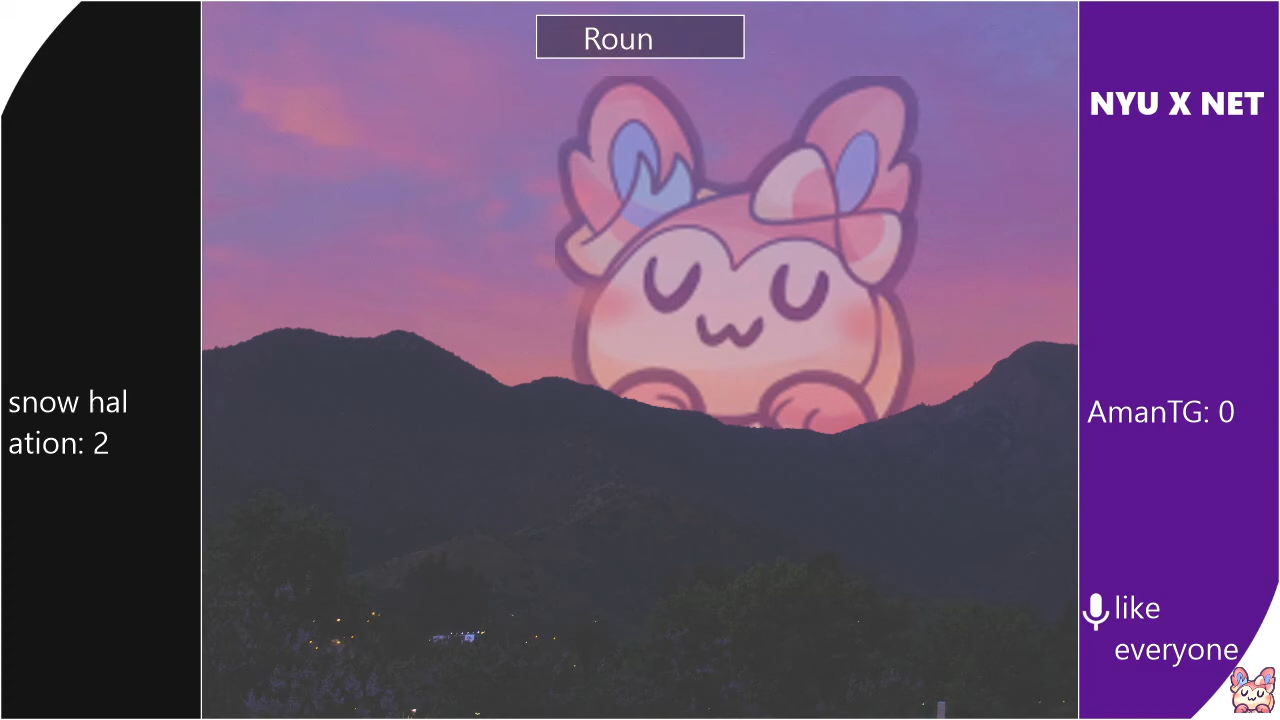 Roun
NYU X NET
snow hal
ation: 2
AmanTG: 0
like
everyone